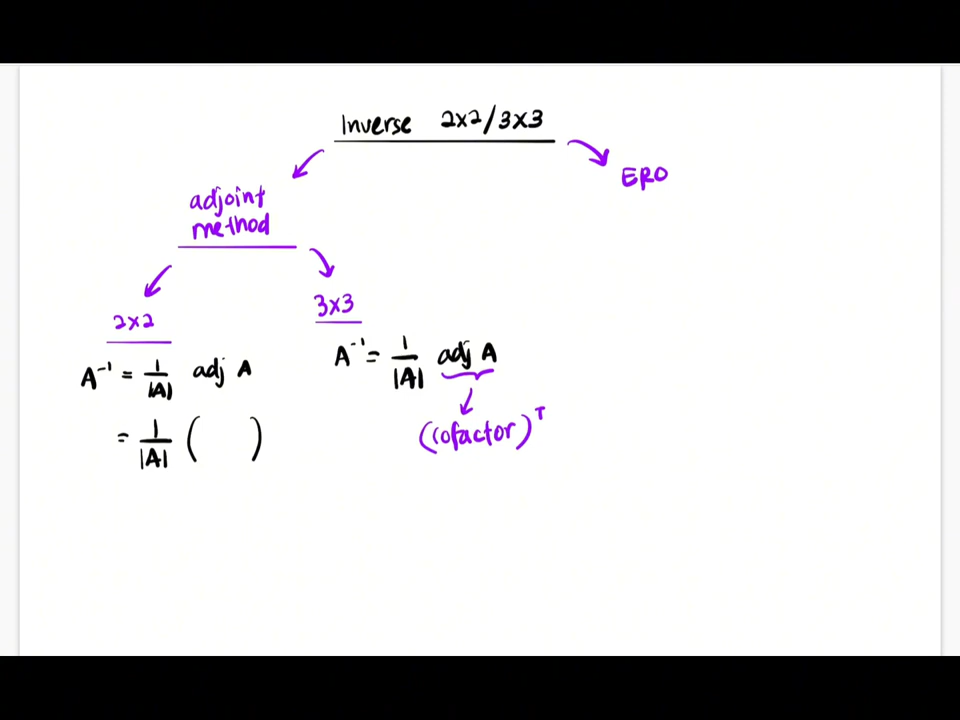 Inverse 2x2/3x3
ERO
adjoint
method
2x2
3x3
A⁻¹ = 1/|A| adj A
= 1/|A| ( )
A⁻¹ = 1/|A| adj A
(cofactor)ᵀ